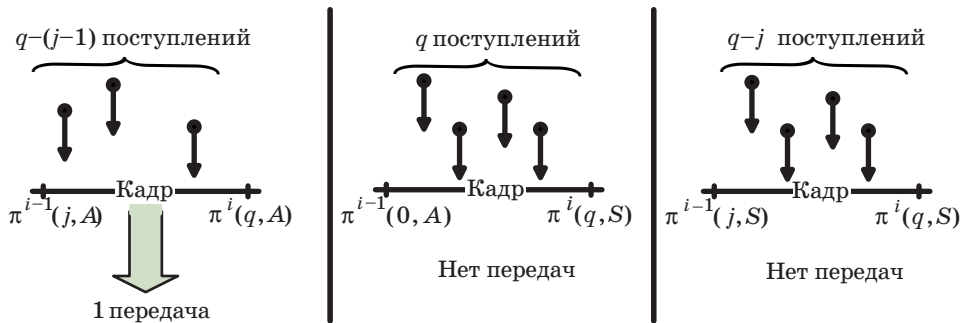 q–(j–1) поступлений
Кадр
π^{i–1}(j, A)
π^{i}(q, A)
1 передача
q поступлений
Кадр
π^{i–1}(0, A)
π^{i}(q, S)
Нет передач
q–j поступлений
Кадр
π^{i–1}(j, S)
π^{i}(q, S)
Нет передач